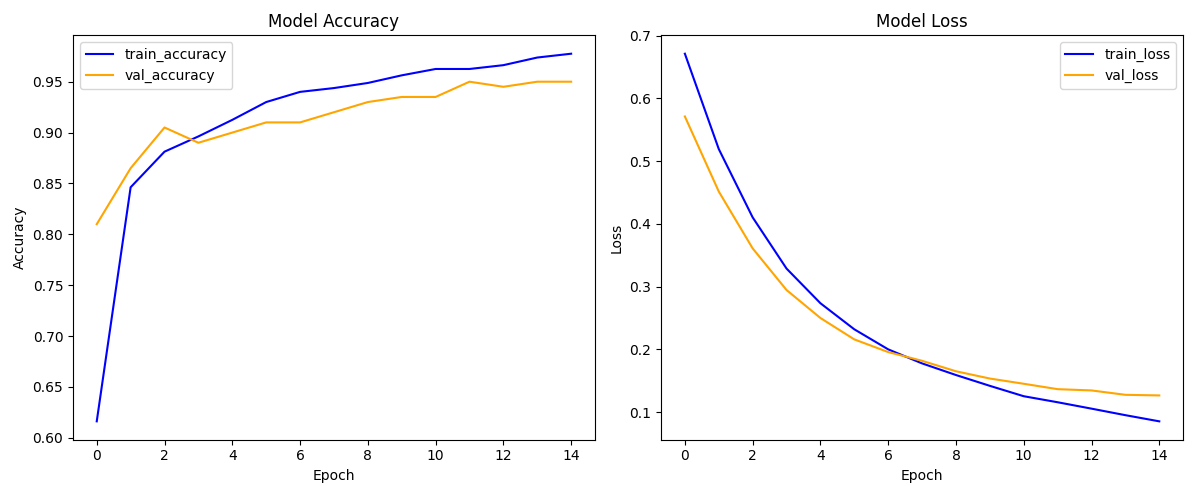 Model Accuracy
train_accuracy
val_accuracy
Accuracy
0.95
0.90
0.85
0.80
0.75
0.70
0.65
0.60
0 2 4 6 8 10 12 14
Epoch
Model Loss
train_loss
val_loss
Loss
0.7
0.6
0.5
0.4
0.3
0.2
0.1
0 2 4 6 8 10 12 14
Epoch